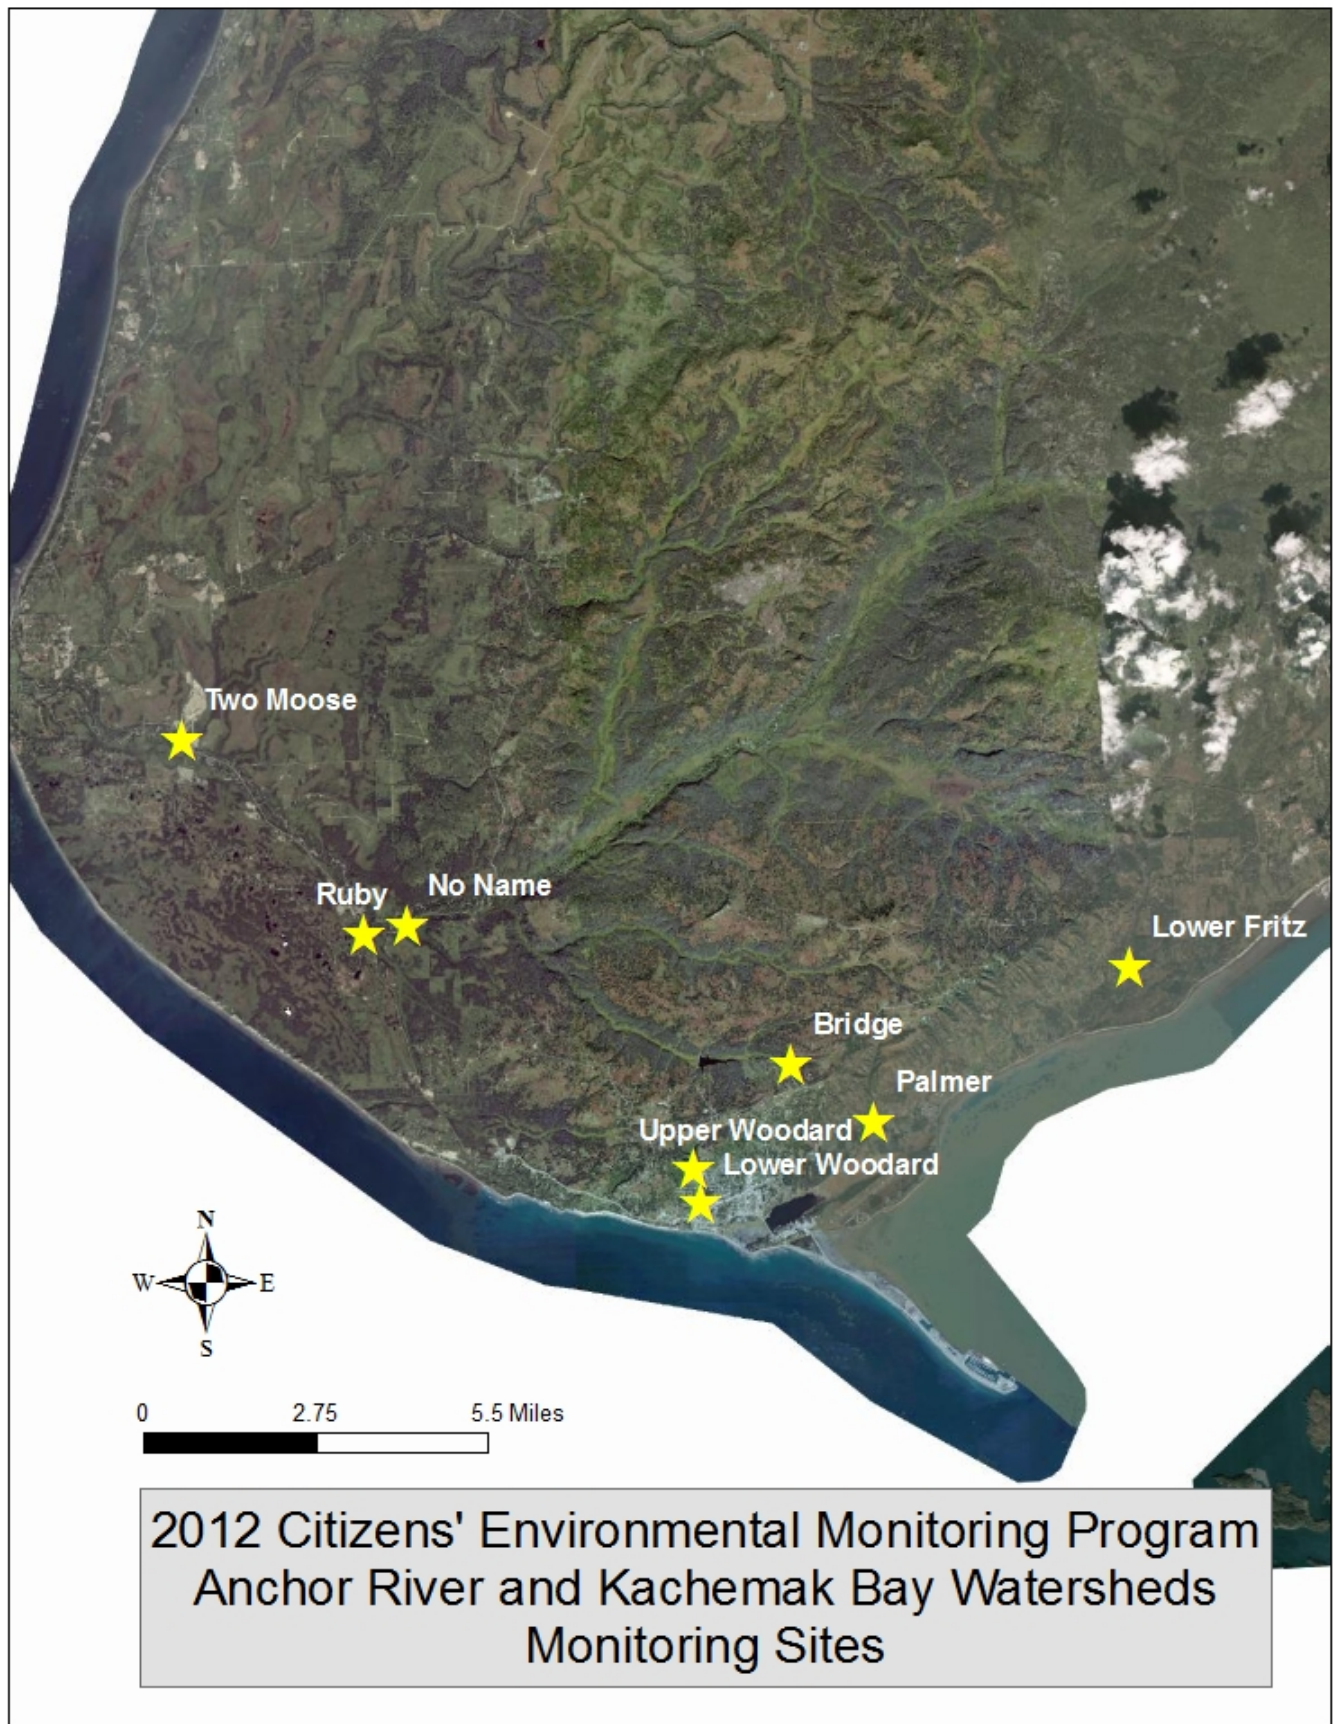 Two Moose
Ruby
No Name
Lower Fritz
Bridge
Palmer
Upper Woodard
Lower Woodard
N
W
E
S
0
2.75
5.5 Miles
2012 Citizens' Environmental Monitoring Program
Anchor River and Kachemak Bay Watersheds
Monitoring Sites